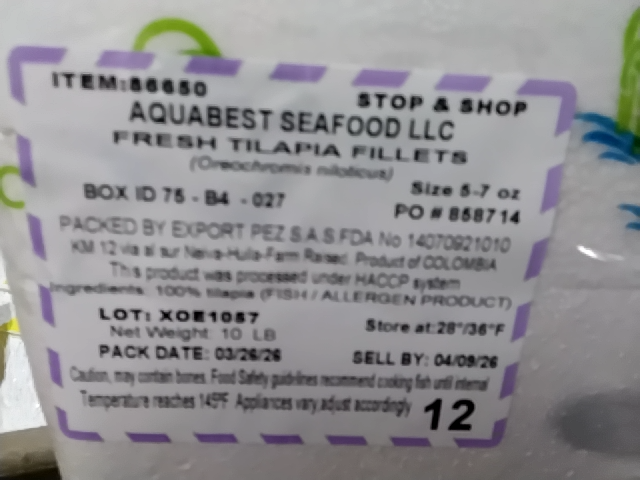 ITEM:86650
STOP & SHOP
AQUABEST SEAFOOD LLC
FRESH TILAPIA FILLETS
(Oreochromis niloticus)
Size 5-7 oz
BOX ID 75 - B4 - 027
PO # 858714
PACKED BY EXPORT PEZ S.A.S.FDA No 14070921010
KM 12 via al sur Neiva-Huila-Farm Raised. Product of COLOMBIA
This product was processed under HACCP system
Ingredients: 100% tilapia (FISH / ALLERGEN PRODUCT)
LOT: XOE1057
Store at:28°/36°F
Net Weight: 10 LB
PACK DATE: 03/26/26
SELL BY: 04/09/26
Caution, may contain bones. Food Safety guidelines recommend cooking fish until internal
Temperature reaches 145°F. Appliances vary,adjust accordingly
12